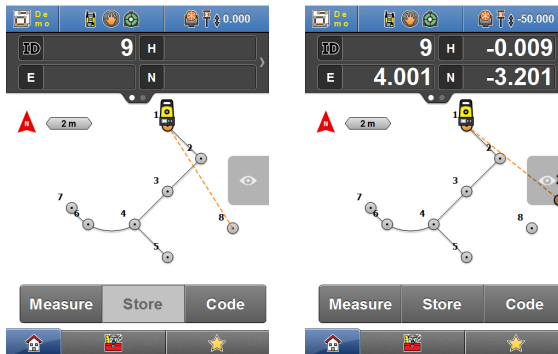 De mo
0.000
ID 9 H
E N
N 2 m
1
2
3
7
6
4
8
5
Measure Store Code
De mo
-50.000
ID 9 H -0.009
E 4.001 N -3.201
N 2 m
1
2
3
7
6
4
8
5
Measure Store Code